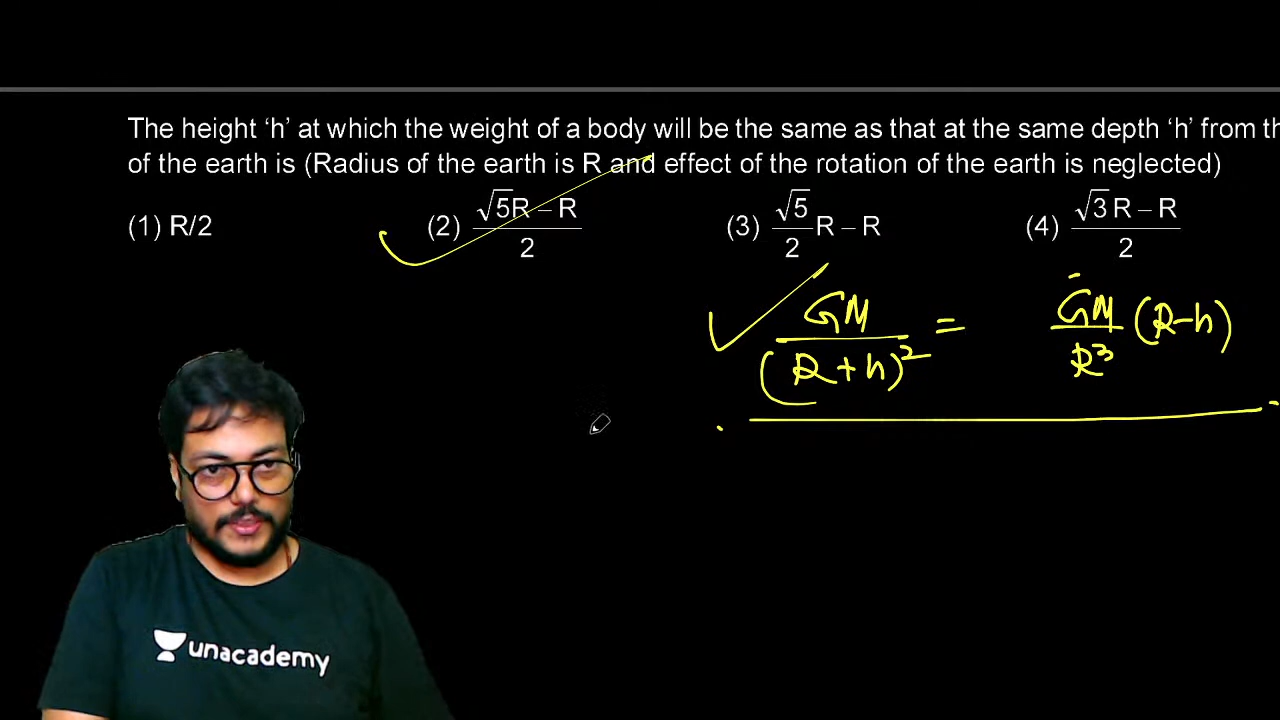 The height ‘h’ at which the weight of a body will be the same as that at the same depth ‘h’ from
of the earth is (Radius of the earth is R and effect of the rotation of the earth is neglected)
(1) R/2 (2) (√5R – R)/2 (3) √5/2 R – R (4) (√3 R – R)/2
GM/(R+h)² = GM/R³ (R-h)
unacademy